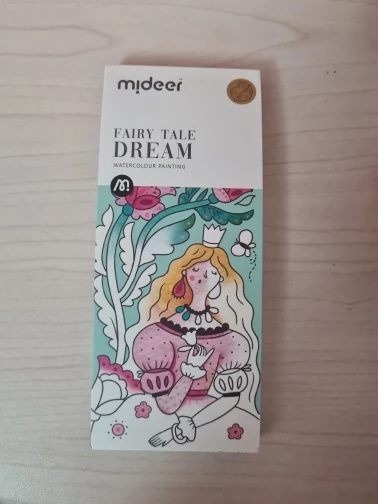 mideer
FAIRY TALE
DREAM
WATERCOLOUR PAINTING
m.